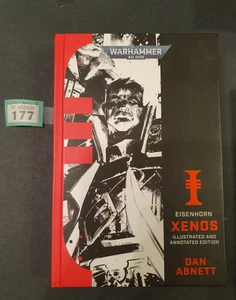 WARHAMMER
40,000
177
EISENHORN
XENOS
ILLUSTRATED AND
ANNOTATED EDITION
DAN
ABNETT